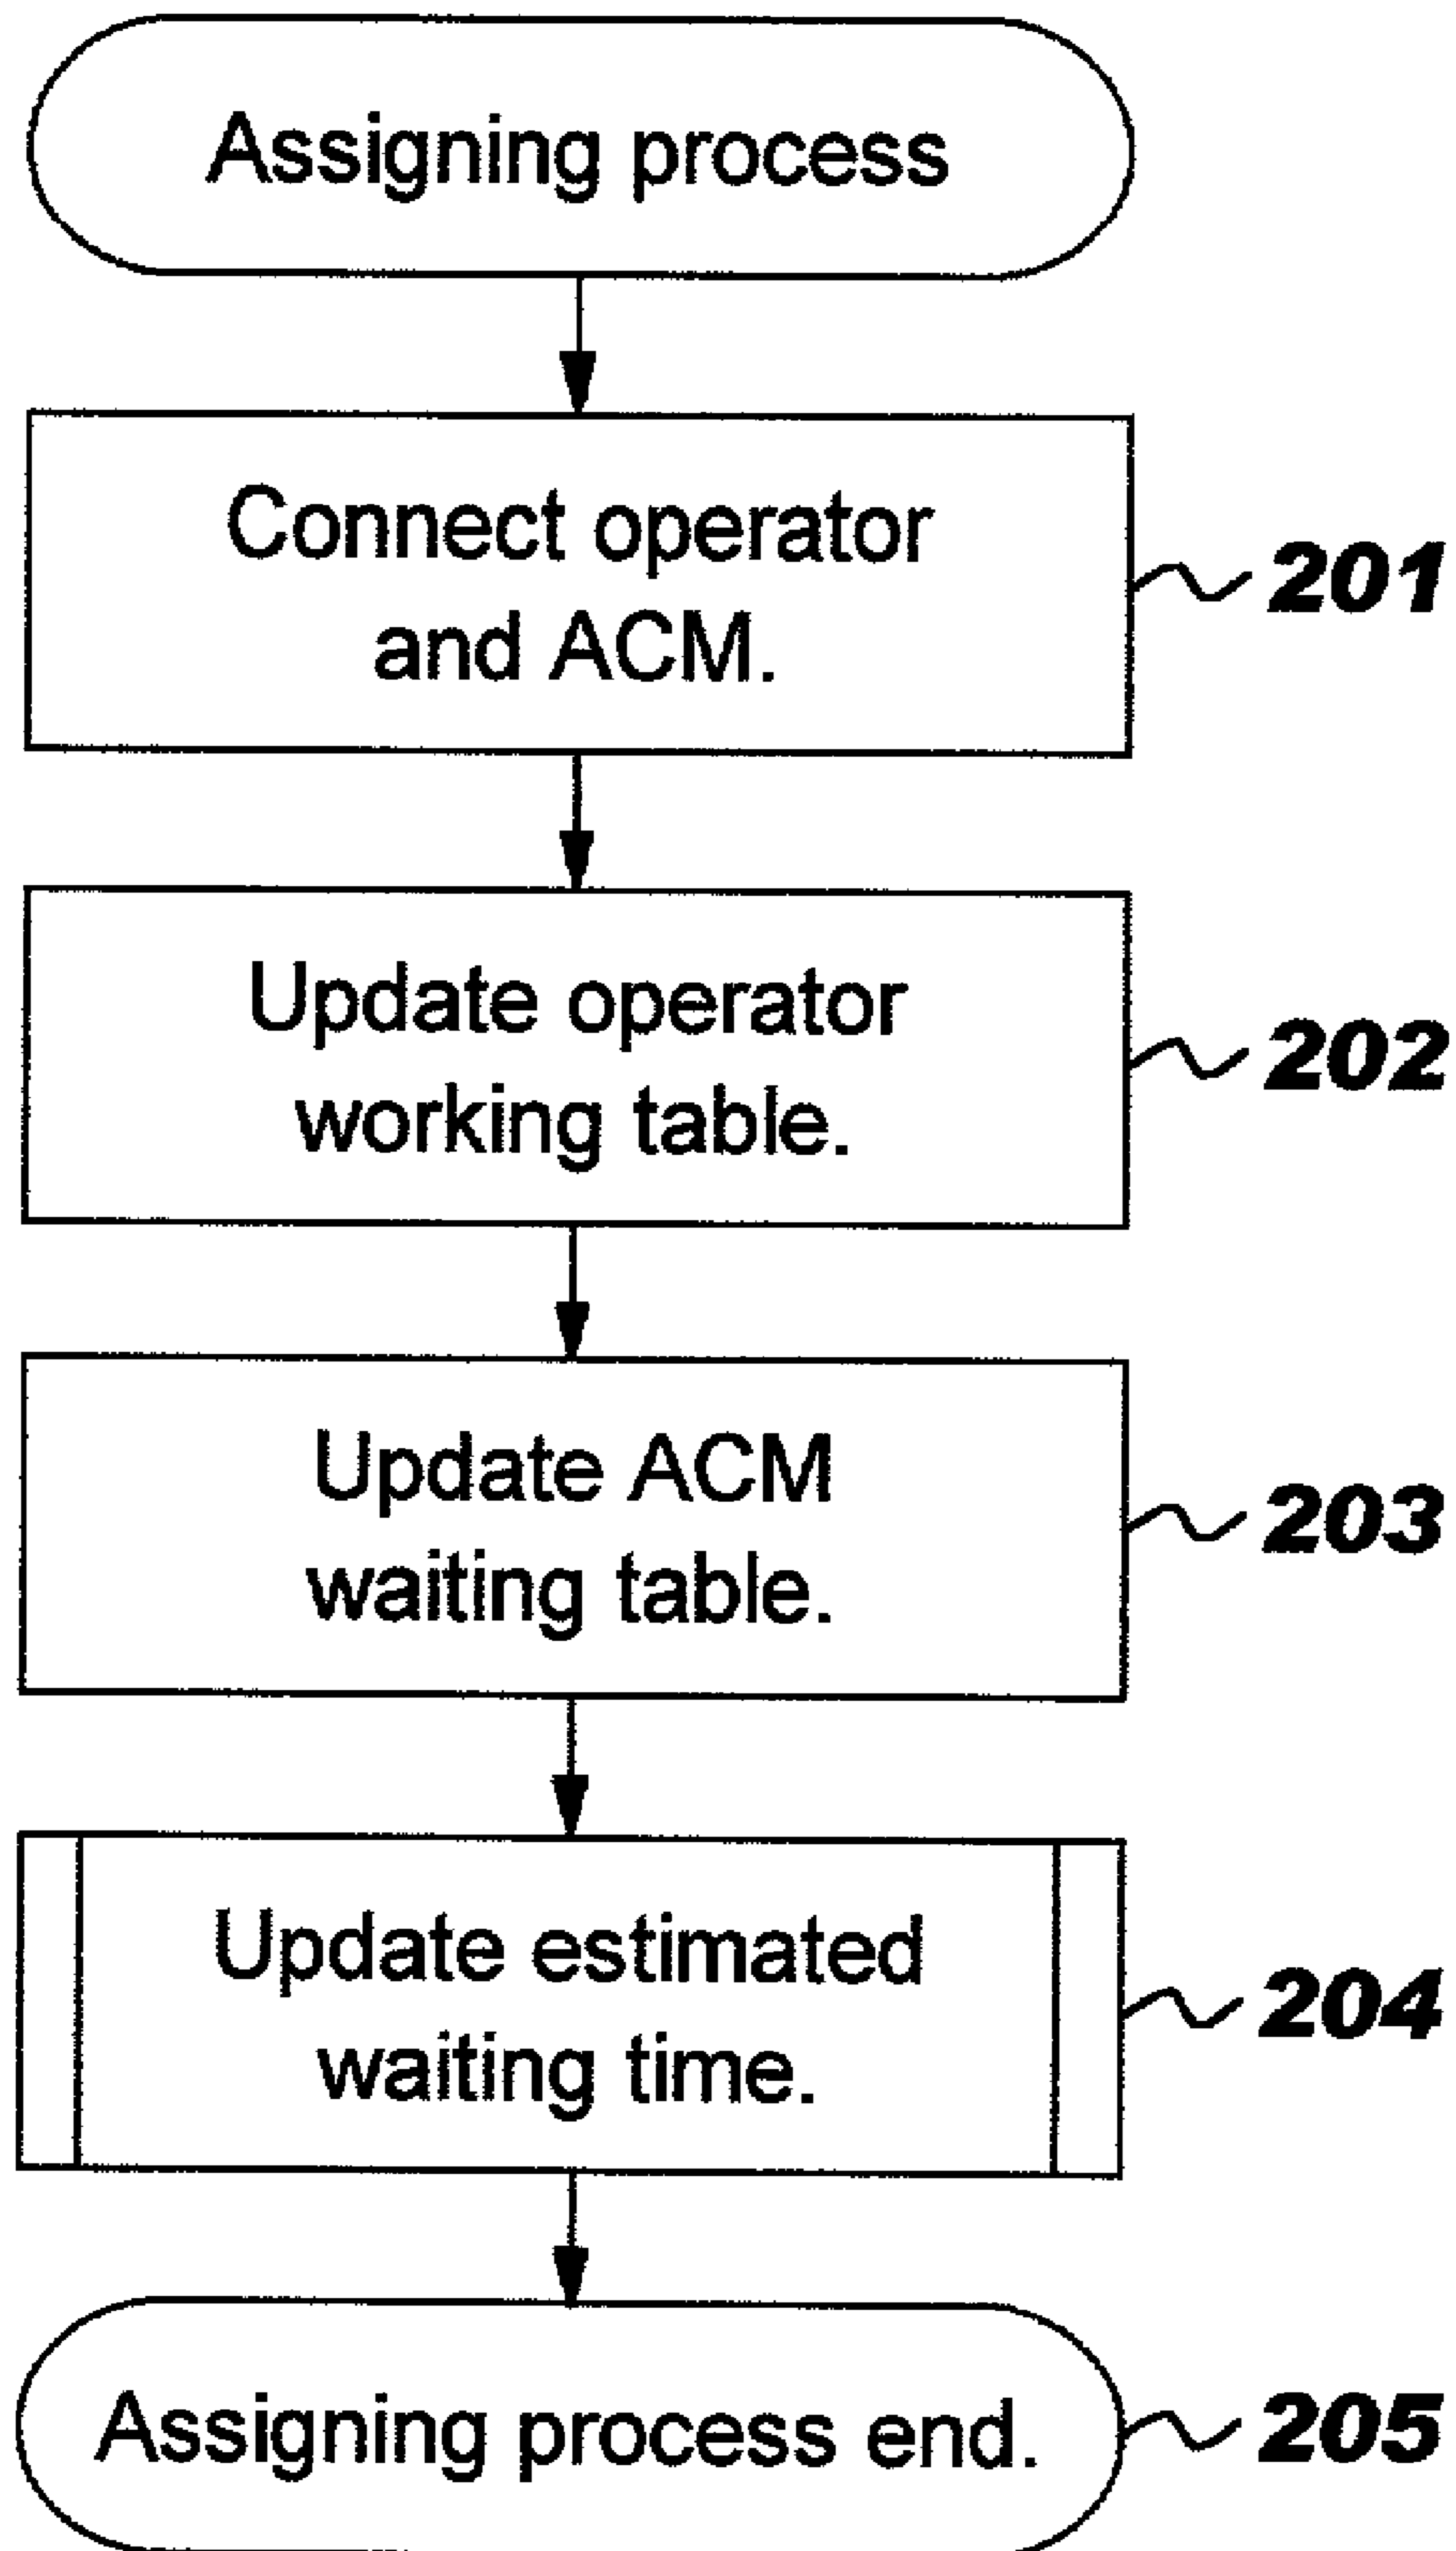 Assigning process
Connect operator
and ACM.
201
Update operator
working table.
202
Update ACM
waiting table.
203
Update estimated
waiting time.
204
Assigning process end.
205